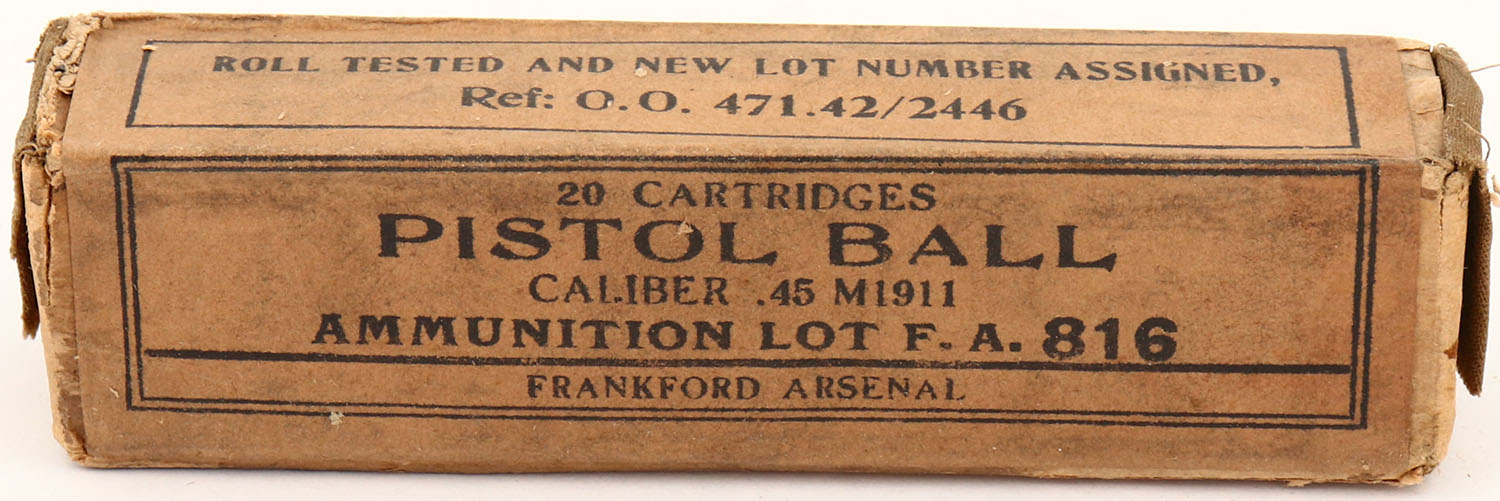 ROLL TESTED AND NEW LOT NUMBER ASSIGNED,
Ref: O.O. 471.42/2446
20 CARTRIDGES
PISTOL BALL
CALIBER .45 M1911
AMMUNITION LOT F. A. 816
FRANKFORD ARSENAL